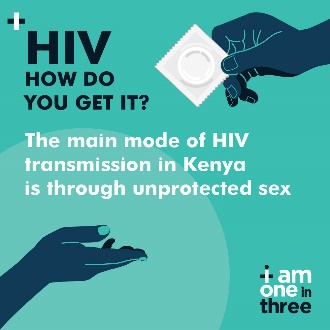 HIV
HOW DO
YOU GET IT?
The main mode of HIV
transmission in Kenya
is through unprotected sex
i am
one in
three